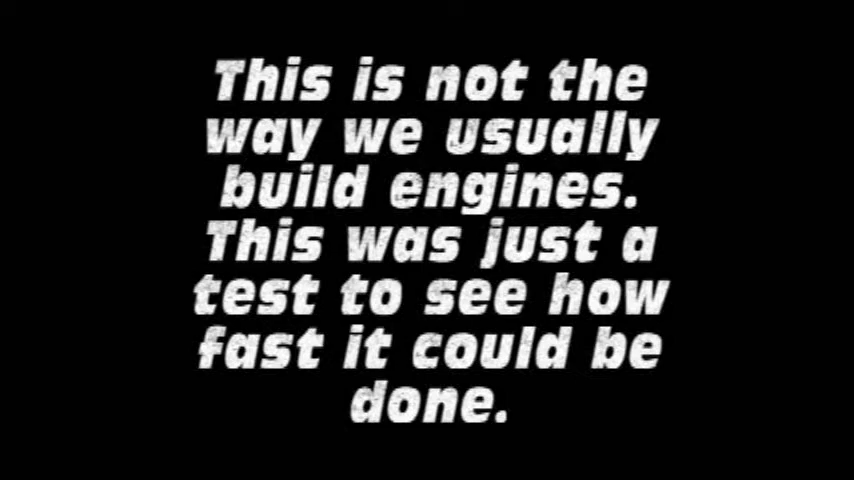 This is not the
way we usually
build engines.
This was just a
test to see how
fast it could be
done.